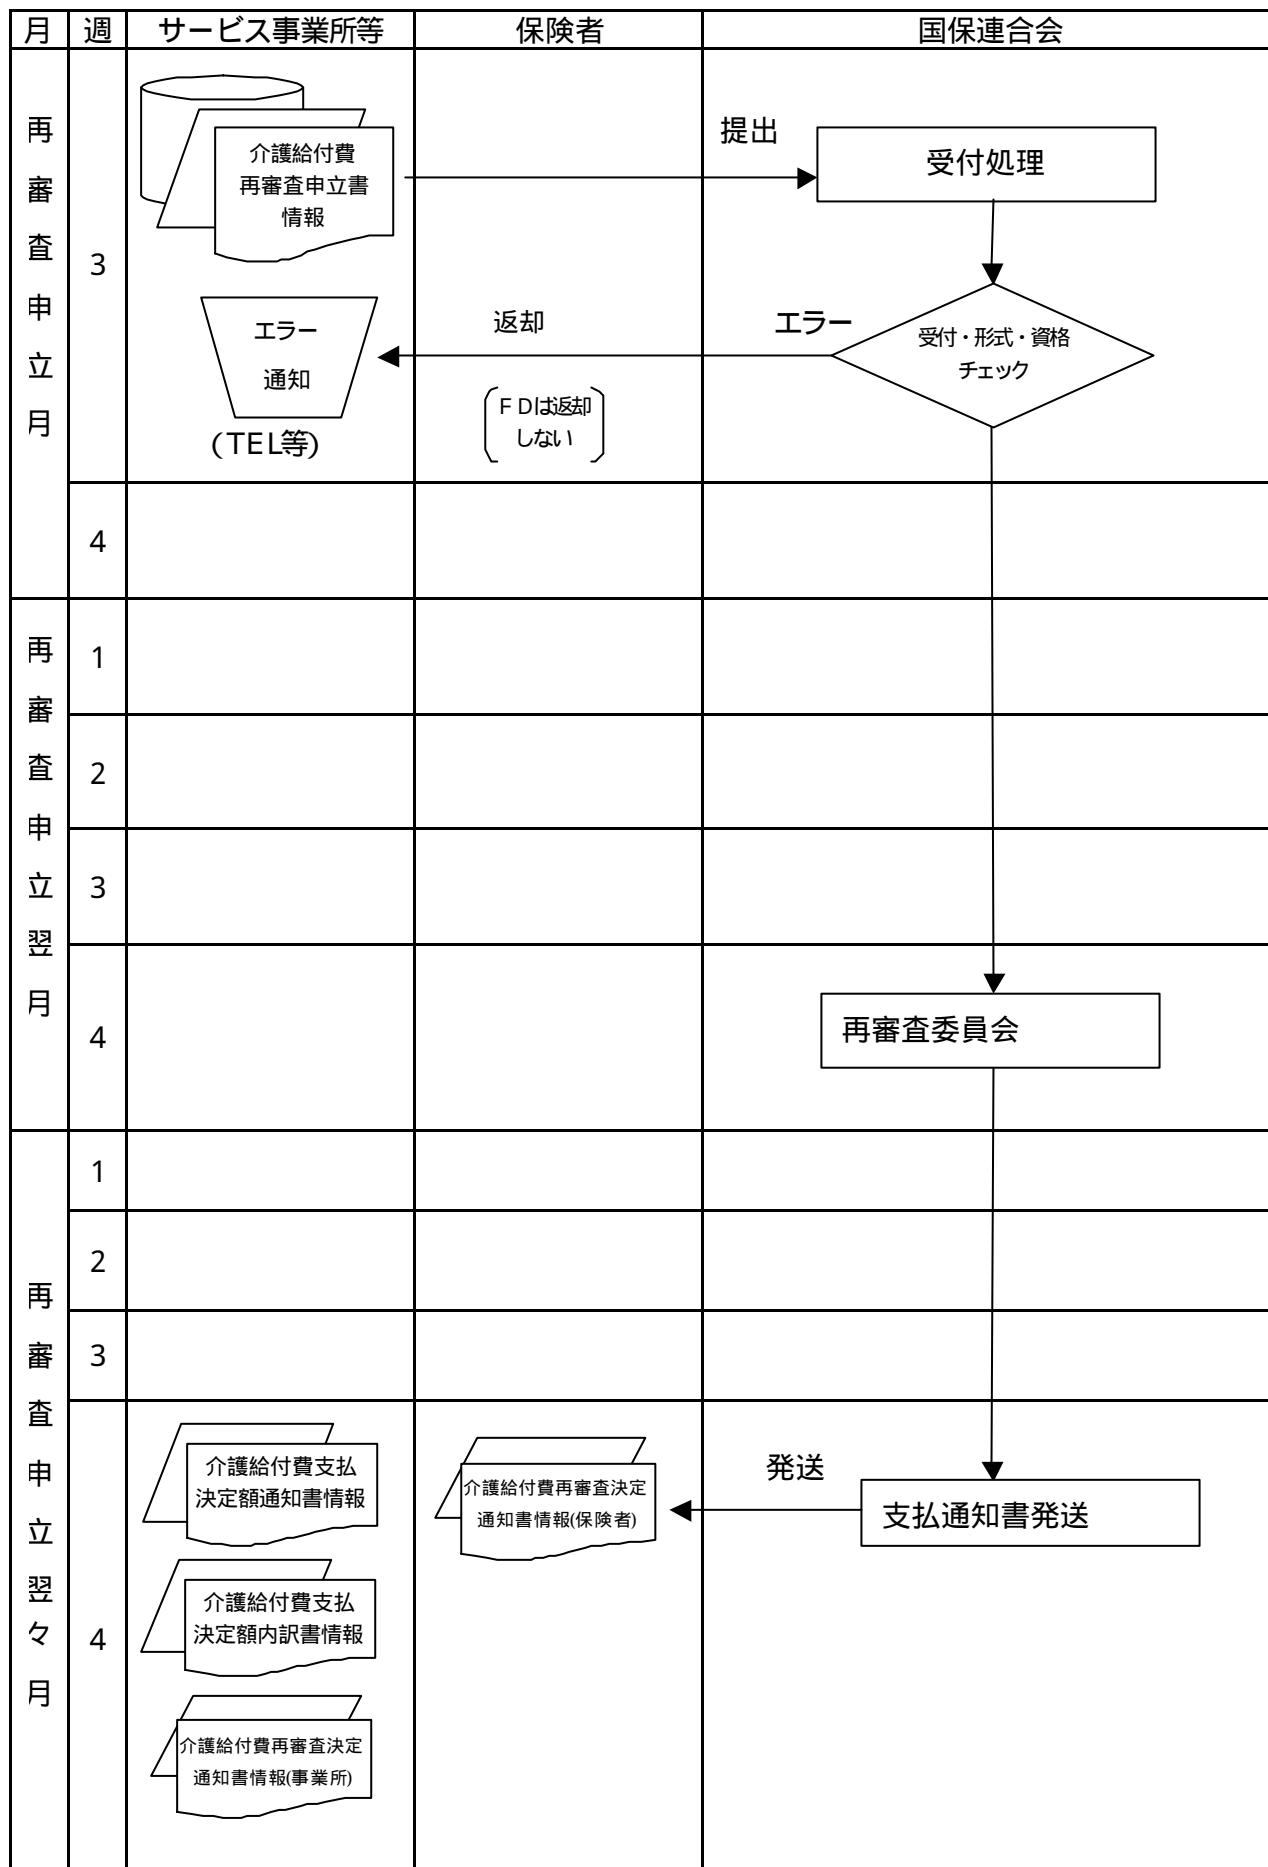 月 週 サービス事業所等 保険者 国保連合会
再審査申立月
3
介護給付費
再審査申立書
情報
提出
受付処理
エラー
通知
(TEL等)
返却
FDは返却
しない
エラー
受付・形式・資格
チェック
4
再審査申立翌月
1
2
3
4
再審査委員会
再審査申立翌々月
1
2
3
4
介護給付費支払
決定額通知書情報
介護給付費再審査決定
通知書情報(保険者)
発送
支払通知書発送
介護給付費支払
決定額内訳書情報
介護給付費再審査決定
通知書情報(事業所)